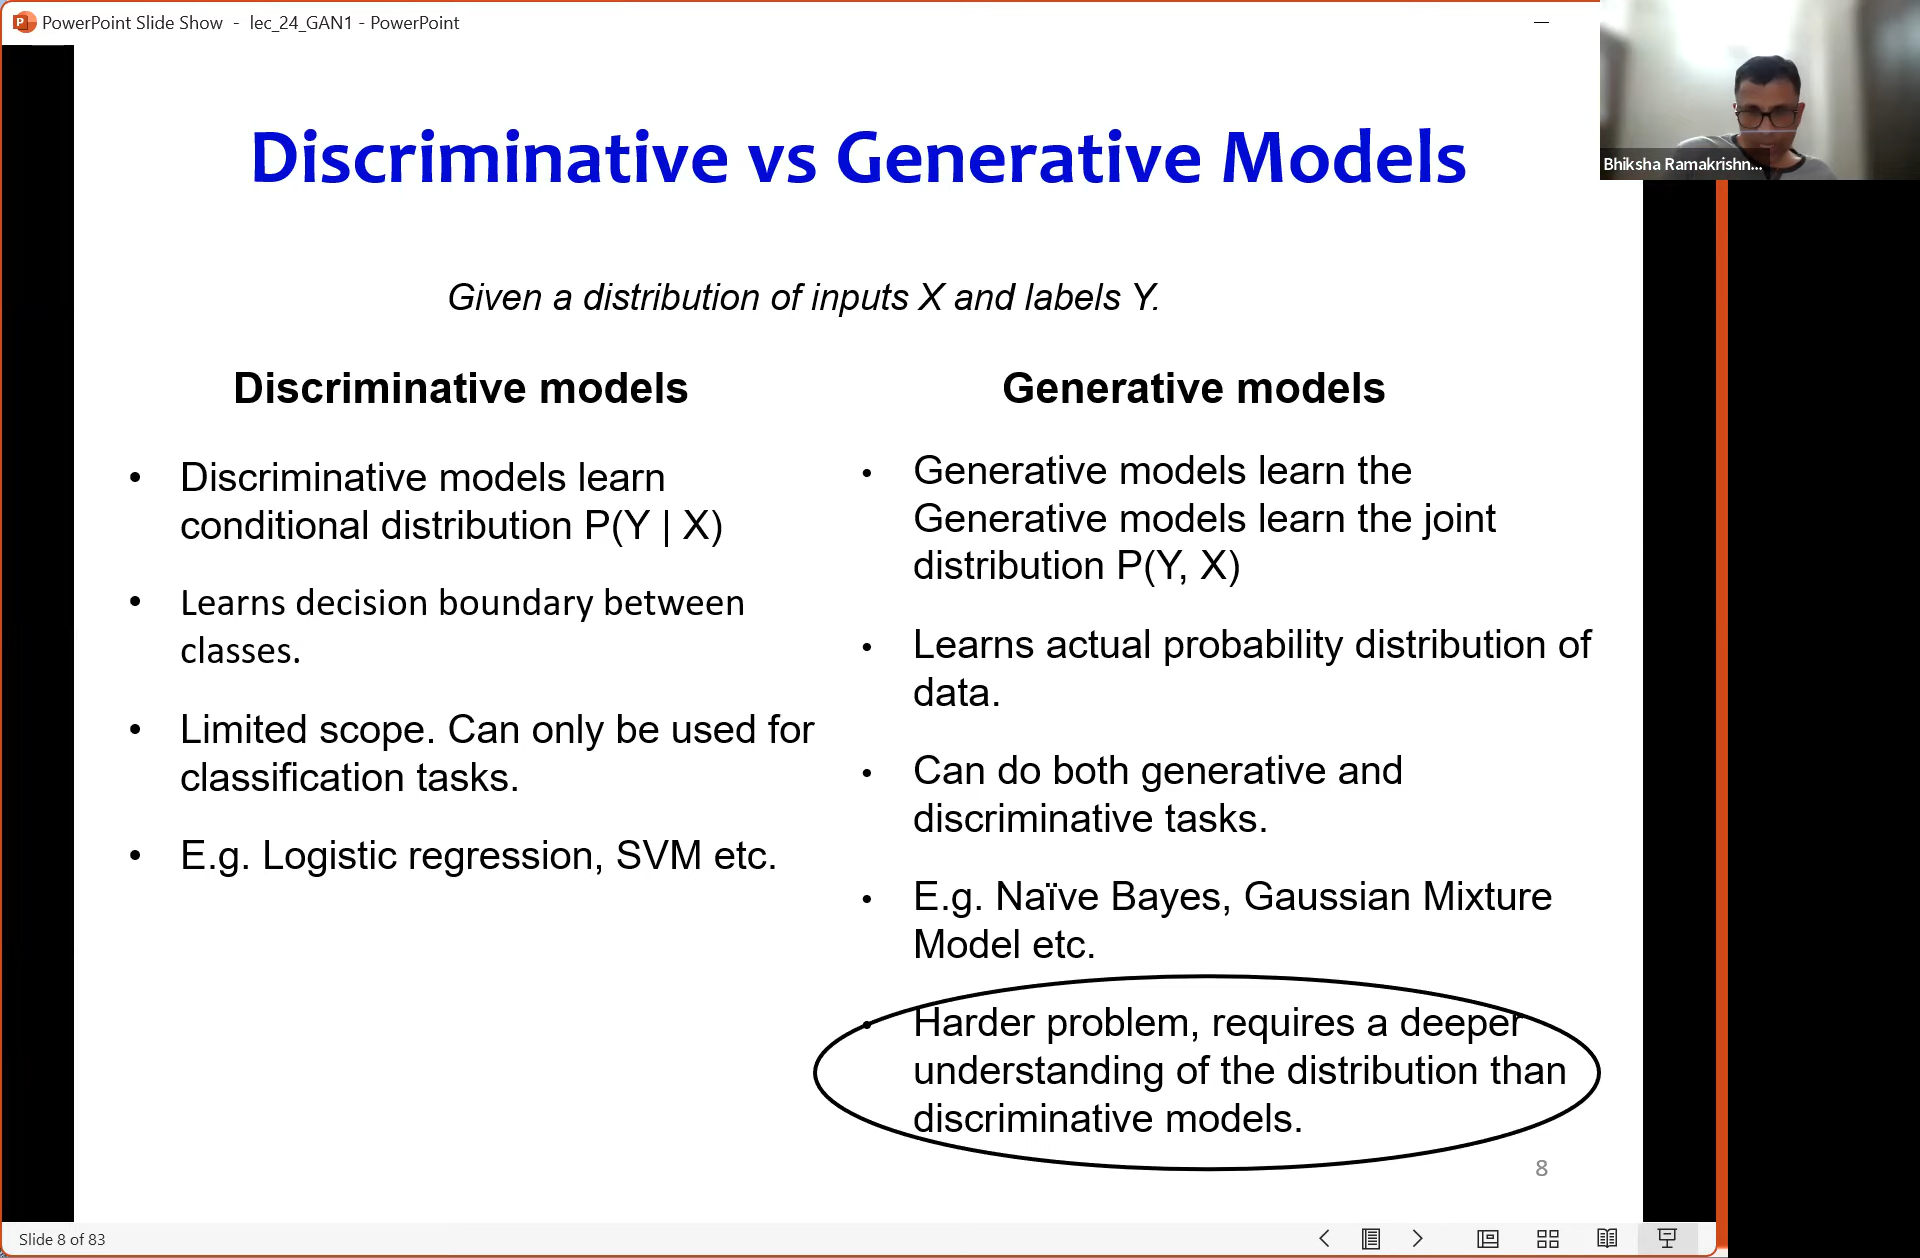 PowerPoint Slide Show - lec_24_GAN1 - PowerPoint
Bhiksha Ramakrishn...
Discriminative vs Generative Models
Given a distribution of inputs X and labels Y.
Discriminative models
• Discriminative models learn
conditional distribution P(Y | X)
• Learns decision boundary between
classes.
• Limited scope. Can only be used for
classification tasks.
• E.g. Logistic regression, SVM etc.
Generative models
• Generative models learn the
Generative models learn the joint
distribution P(Y, X)
• Learns actual probability distribution of
data.
• Can do both generative and
discriminative tasks.
• E.g. Naïve Bayes, Gaussian Mixture
Model etc.
• Harder problem, requires a deeper
understanding of the distribution than
discriminative models.
8
Slide 8 of 83